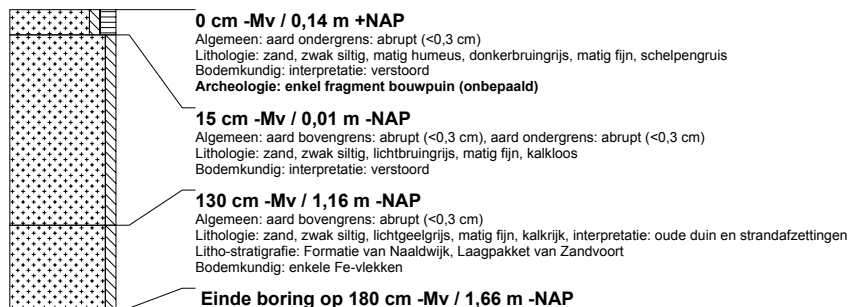 0 cm -Mv / 0,14 m +NAP
Algemeen: aard ondergrens: abrupt (<0,3 cm)
Lithologie: zand, zwak siltig, matig humeus, donkerbruingrijs, matig fijn, schelpengruis
Bodemkundig: interpretatie: verstoord
Archeologie: enkel fragment bouwpuin (onbepaald)
15 cm -Mv / 0,01 m -NAP
Algemeen: aard bovengrens: abrupt (<0,3 cm), aard ondergrens: abrupt (<0,3 cm)
Lithologie: zand, zwak siltig, lichtbruingrijs, matig fijn, kalkloos
Bodemkundig: interpretatie: verstoord
130 cm -Mv / 1,16 m -NAP
Algemeen: aard bovengrens: abrupt (<0,3 cm)
Lithologie: zand, zwak siltig, lichtgeelgrijs, matig fijn, kalkrijk, interpretatie: oude duin en strandafzettingen
Litho-stratigrafie: Formatie van Naaldwijk, Laagpakket van Zandvoort
Bodemkundig: enkele Fe-vlekken
Einde boring op 180 cm -Mv / 1,66 m -NAP